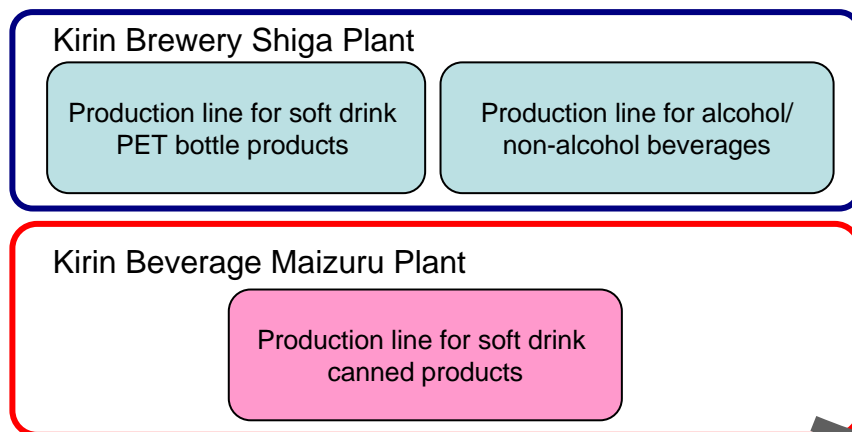 Kirin Brewery Shiga Plant
Production line for soft drink
PET bottle products
Production line for alcohol/
non-alcohol beverages
Kirin Beverage Maizuru Plant
Production line for soft drink
canned products